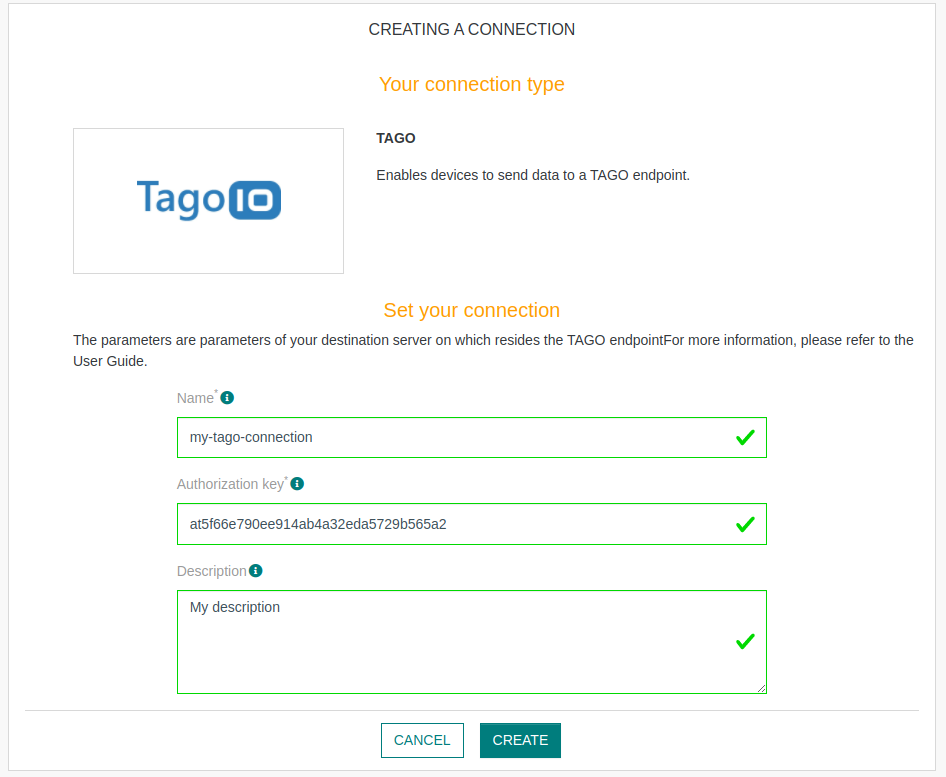 CREATING A CONNECTION
Your connection type
TagoIO
TAGO
Enables devices to send data to a TAGO endpoint.
Set your connection
The parameters are parameters of your destination server on which resides the TAGO endpointFor more information, please refer to the
User Guide.
Name*
my-tago-connection
Authorization key*
at5f66e790ee914ab4a32eda5729b565a2
Description
My description
CANCEL
CREATE